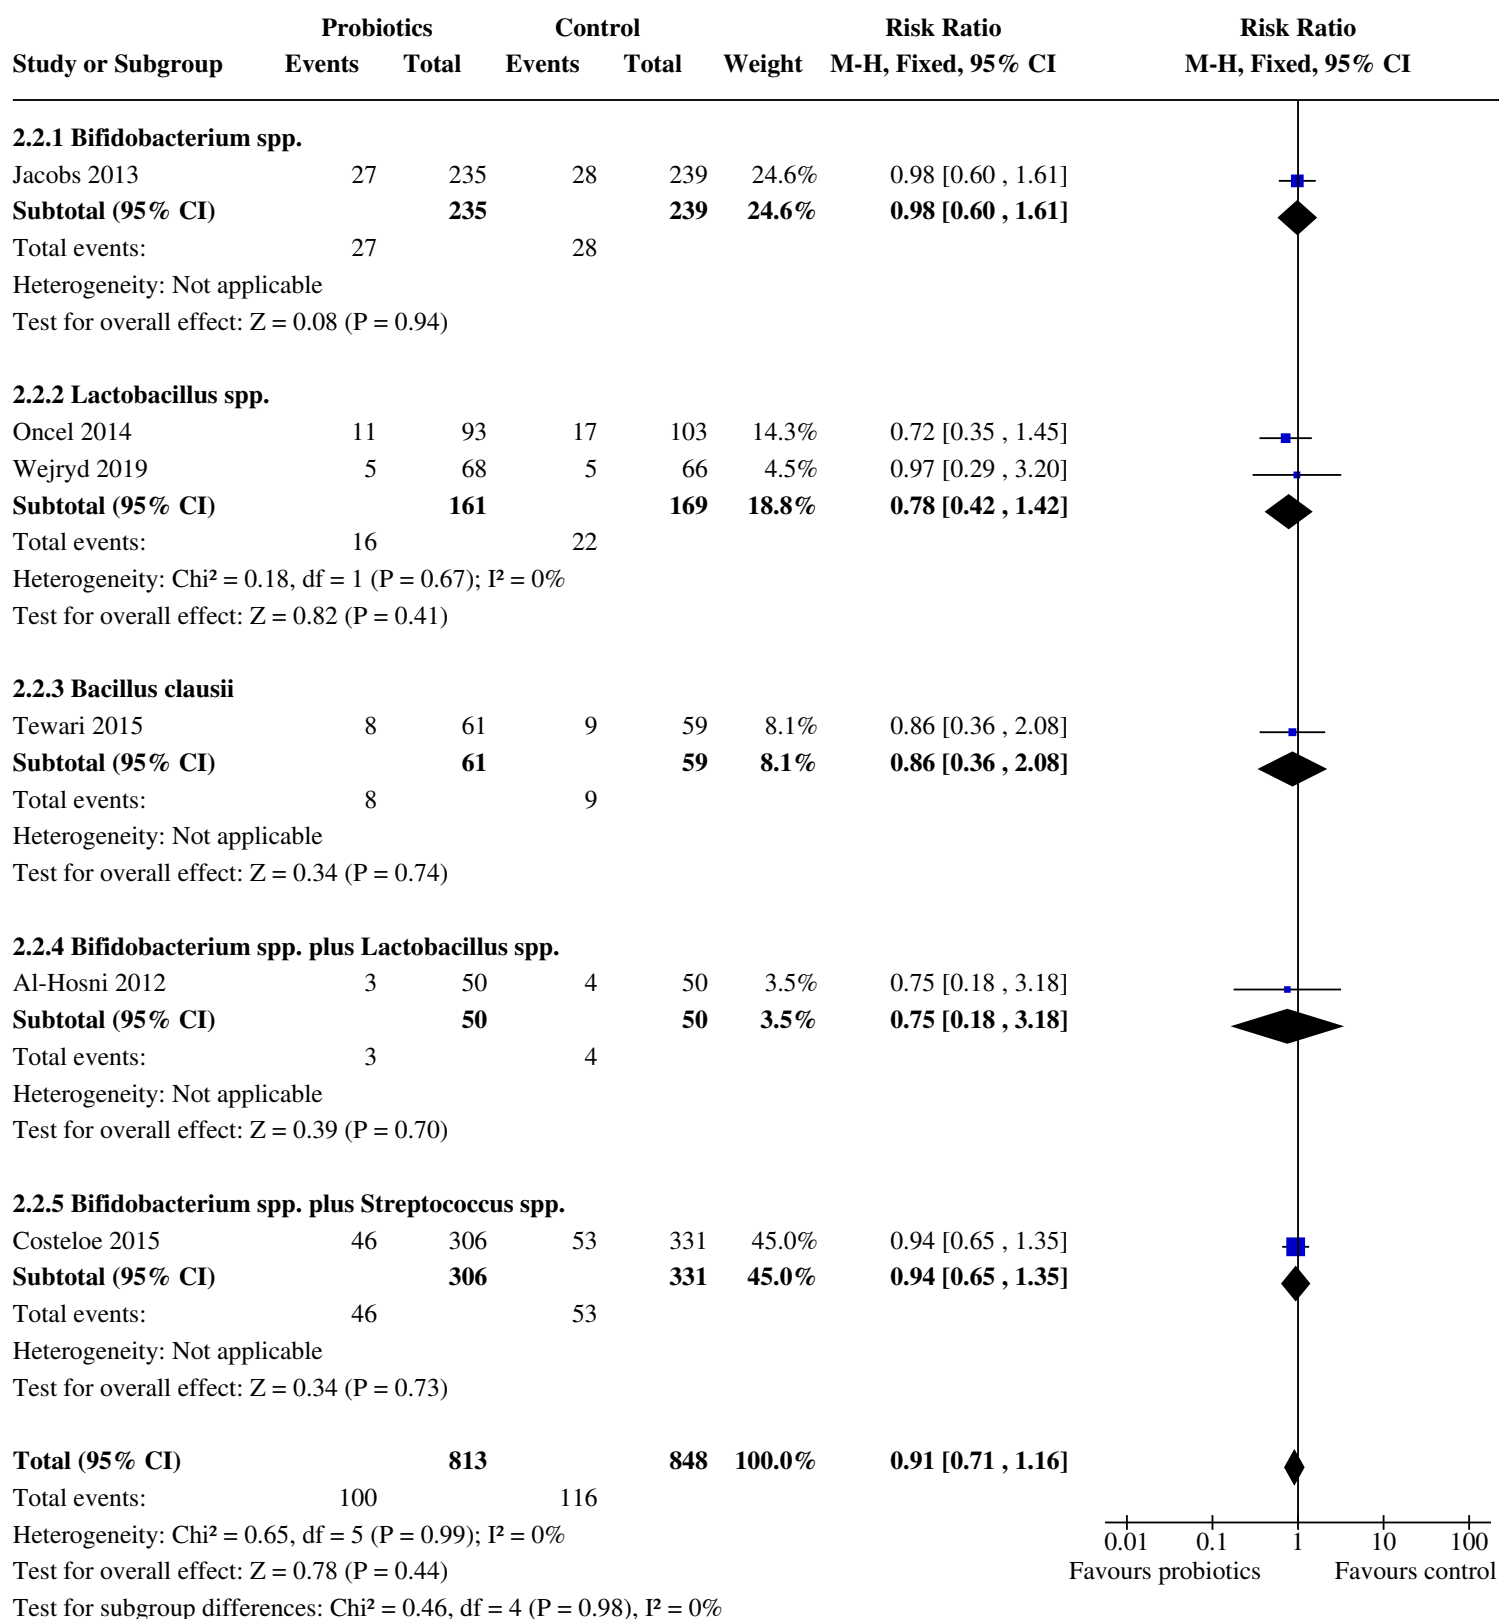 Probiotics Control Risk Ratio Risk Ratio
Study or Subgroup Events Total Events Total Weight M-H, Fixed, 95% CI M-H, Fixed, 95% CI
2.2.1 Bifidobacterium spp.
Jacobs 2013 27 235 28 239 24.6% 0.98 [0.60 , 1.61]
Subtotal (95% CI) 235 239 24.6% 0.98 [0.60 , 1.61]
Total events: 27 28
Heterogeneity: Not applicable
Test for overall effect: Z = 0.08 (P = 0.94)
2.2.2 Lactobacillus spp.
Oncel 2014 11 93 17 103 14.3% 0.72 [0.35 , 1.45]
Wejryd 2019 5 68 5 66 4.5% 0.97 [0.29 , 3.20]
Subtotal (95% CI) 161 169 18.8% 0.78 [0.42 , 1.42]
Total events: 16 22
Heterogeneity: Chi² = 0.18, df = 1 (P = 0.67); I² = 0%
Test for overall effect: Z = 0.82 (P = 0.41)
2.2.3 Bacillus clausii
Tewari 2015 8 61 9 59 8.1% 0.86 [0.36 , 2.08]
Subtotal (95% CI) 61 59 8.1% 0.86 [0.36 , 2.08]
Total events: 8 9
Heterogeneity: Not applicable
Test for overall effect: Z = 0.34 (P = 0.74)
2.2.4 Bifidobacterium spp. plus Lactobacillus spp.
Al-Hosni 2012 3 50 4 50 3.5% 0.75 [0.18 , 3.18]
Subtotal (95% CI) 50 50 3.5% 0.75 [0.18 , 3.18]
Total events: 3 4
Heterogeneity: Not applicable
Test for overall effect: Z = 0.39 (P = 0.70)
2.2.5 Bifidobacterium spp. plus Streptococcus spp.
Costeloe 2015 46 306 53 331 45.0% 0.94 [0.65 , 1.35]
Subtotal (95% CI) 306 331 45.0% 0.94 [0.65 , 1.35]
Total events: 46 53
Heterogeneity: Not applicable
Test for overall effect: Z = 0.34 (P = 0.73)
Total (95% CI) 813 848 100.0% 0.91 [0.71 , 1.16]
Total events: 100 116
Heterogeneity: Chi² = 0.65, df = 5 (P = 0.99); I² = 0%
0.01 0.1 1 10 100
Test for overall effect: Z = 0.78 (P = 0.44)
Favours probiotics Favours control
Test for subgroup differences: Chi² = 0.46, df = 4 (P = 0.98), I² = 0%